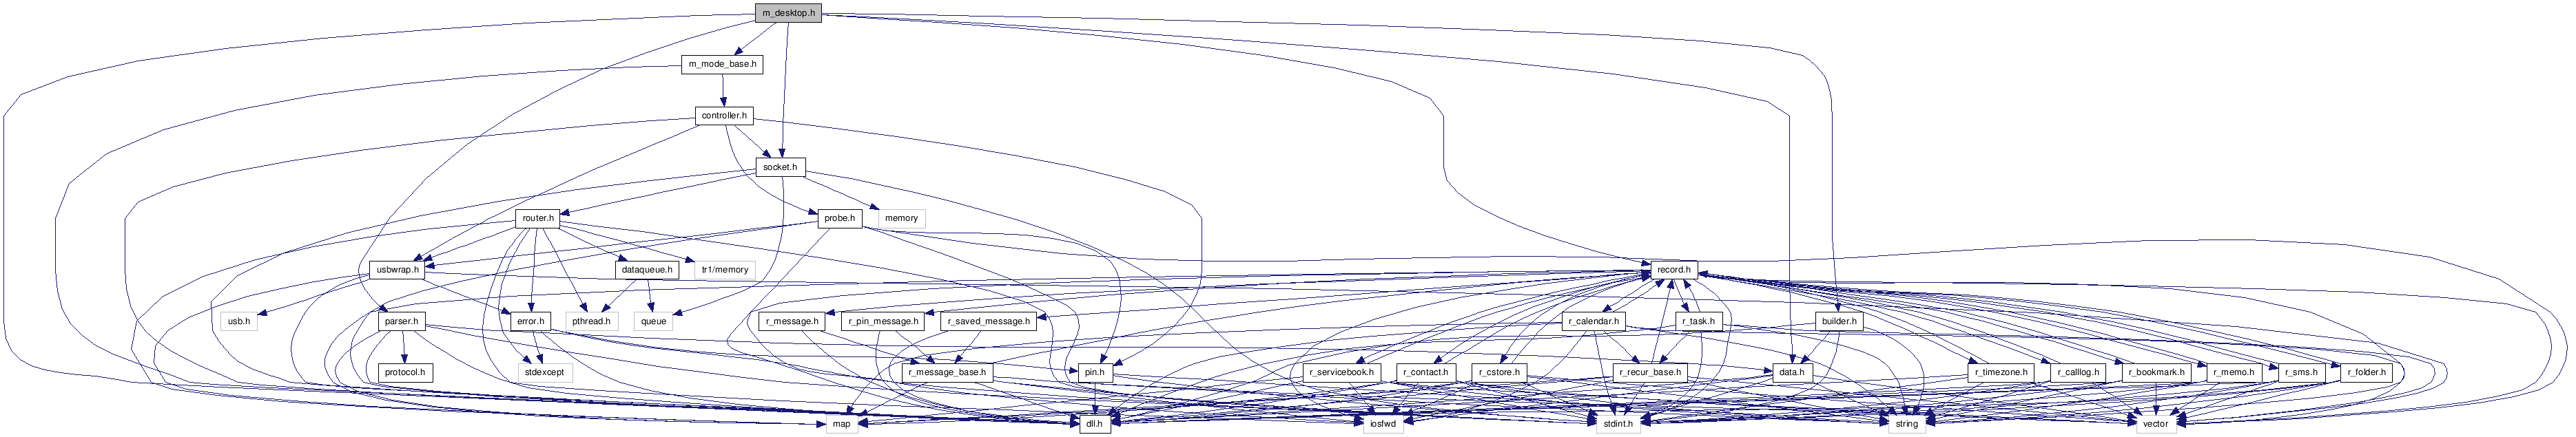 m_desktop.h
m_mode_base.h
controller.h
socket.h
router.h
probe.h
memory
usbwrap.h
dataqueue.h
tr1/memory
record.h
usb.h
parser.h
error.h
pthread.h
queue
r_message.h
r_pin_message.h
r_saved_message.h
r_calendar.h
r_task.h
builder.h
protocol.h
stdexcept
r_message_base.h
pin.h
r_servicebook.h
r_contact.h
r_cstore.h
r_recur_base.h
data.h
r_timezone.h
r_calllog.h
r_bookmark.h
r_memo.h
r_sms.h
r_folder.h
map
dll.h
iosfwd
stdint.h
string
vector